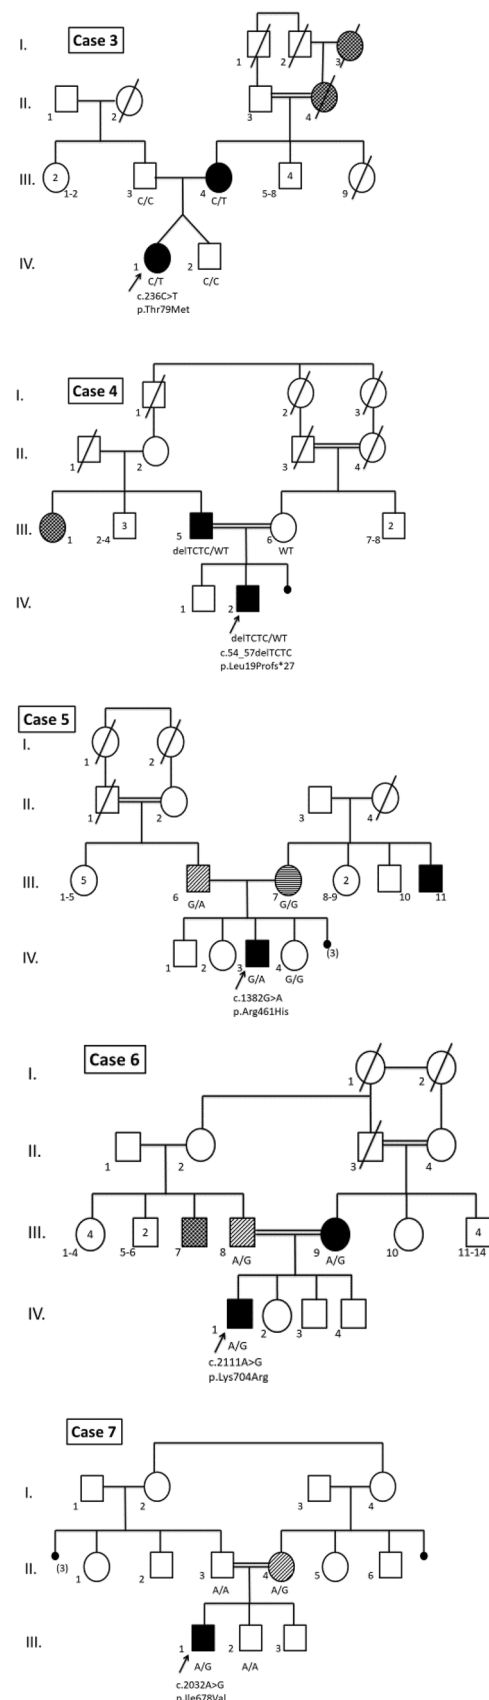 Case 3
I.
1 2 3
II.
1 2 3 4
III.
2 1-2 3 4 4 5-8 9
C/C C/T
IV.
1 2
C/T C/C
c.236C>T
p.Thr79Met
Case 4
I.
1 2 3
II.
1 2 3 4
III.
1 3 2-4 5 6 2 7-8
delTCTC/WT WT
IV.
1 2
delTCTC/WT
c.54_57delTCTC
p.Leu19Profs*27
Case 5
I.
1 2
II.
1 2 3 4
III.
5 1-5 6 7 2 8-9 10 11
G/A G/G
IV.
1 2 3 4 (3)
G/A G/G
c.1382G>A
p.Arg461His
Case 6
I.
1 2
II.
1 2 3 4
III.
4 1-4 2 5-6 7 8 9 10 4 11-14
A/G A/G
IV.
1 2 3 4
A/G
c.2111A>G
p.Lys704Arg
Case 7
I.
1 2 3 4
II.
(3) 1 2 3 4 5 6
A/A A/G
III.
1 2 3
A/G A/A
c.2032A>G
p.Ile678Val